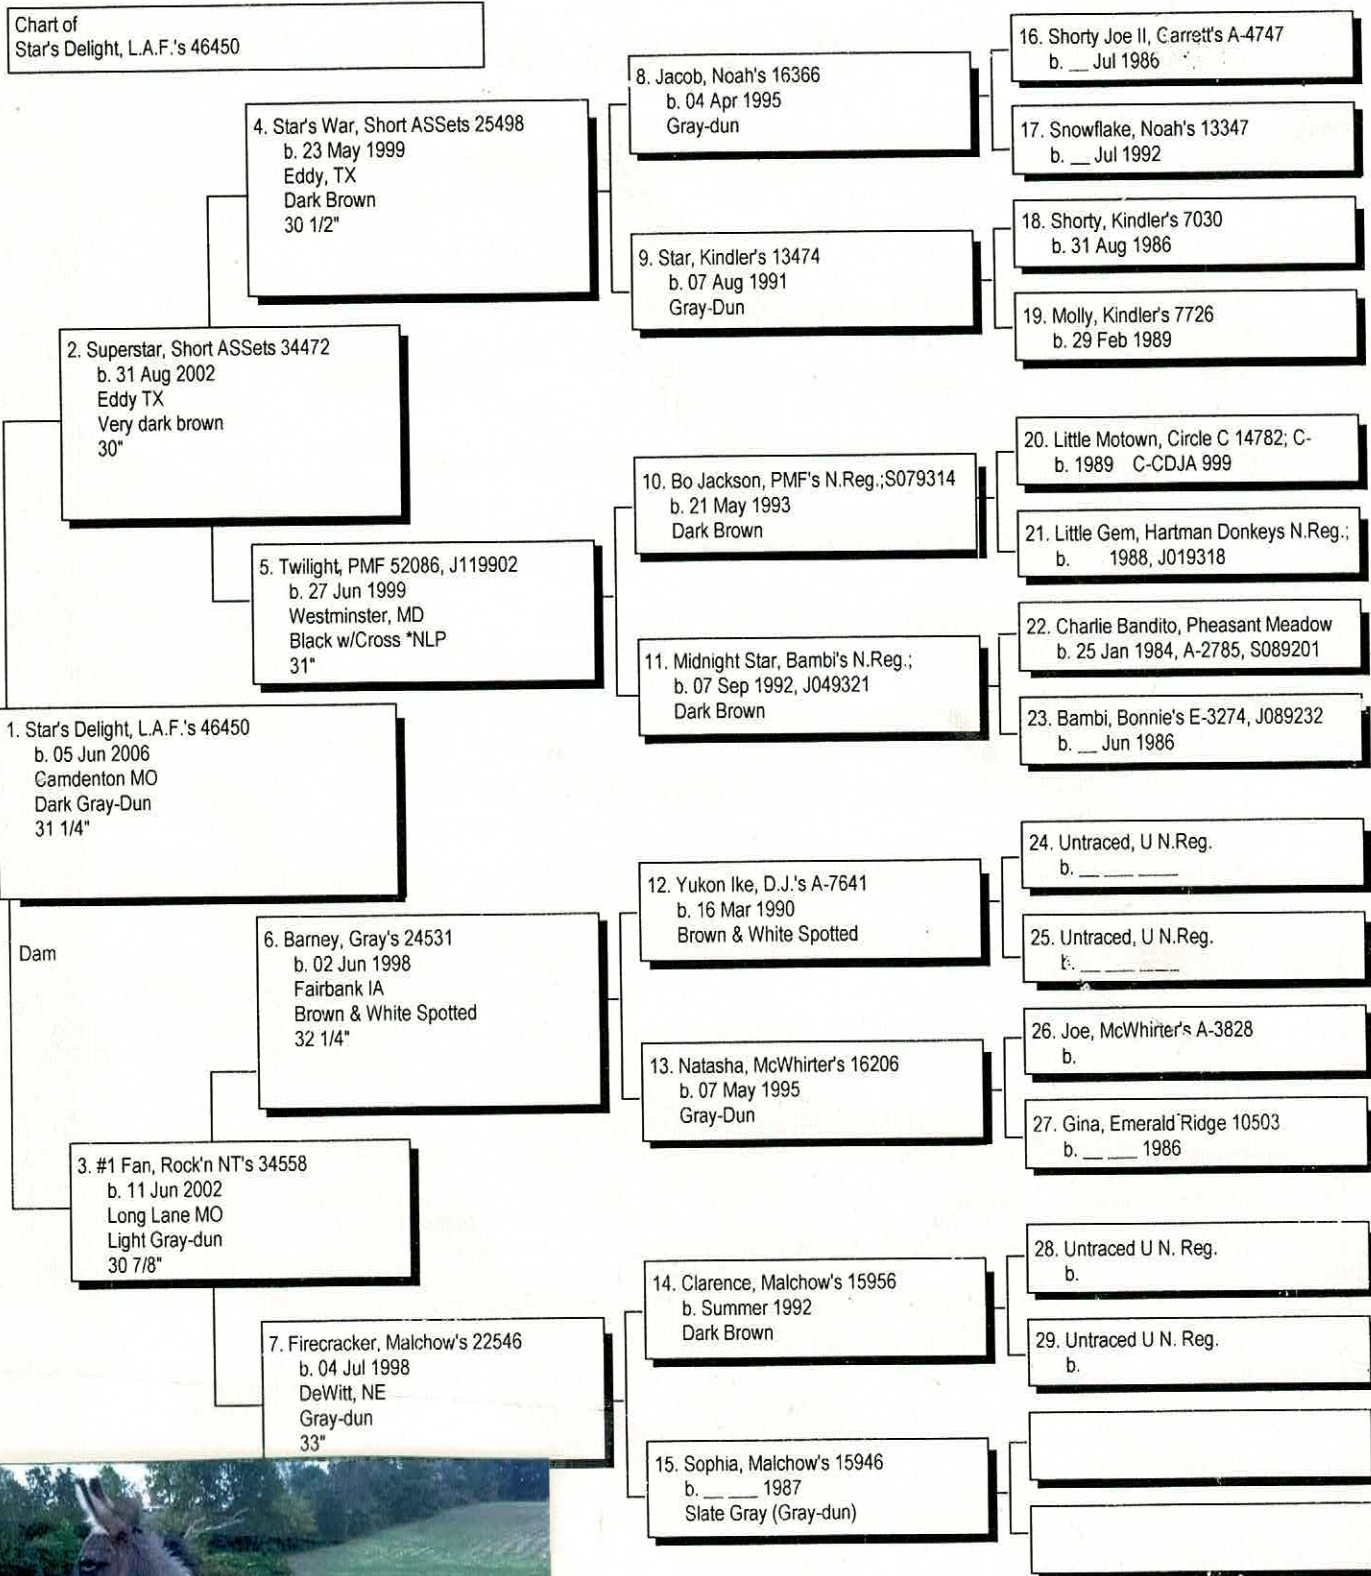 Chart of
Star's Delight, L.A.F.'s 46450
1. Star's Delight, L.A.F.'s 46450
b. 05 Jun 2006
Camdenton MO
Dark Gray-Dun
31 1/4"
Dam
2. Superstar, Short ASSets 34472
b. 31 Aug 2002
Eddy TX
Very dark brown
30"
3. #1 Fan, Rock'n NT's 34558
b. 11 Jun 2002
Long Lane MO
Light Gray-dun
30 7/8"
4. Star's War, Short ASSets 25498
b. 23 May 1999
Eddy, TX
Dark Brown
30 1/2"
5. Twilight, PMF 52086, J119902
b. 27 Jun 1999
Westminster, MD
Black w/Cross *NLP
31"
6. Barney, Gray's 24531
b. 02 Jun 1998
Fairbank IA
Brown & White Spotted
32 1/4"
7. Firecracker, Malchow's 22546
b. 04 Jul 1998
DeWitt, NE
Gray-dun
33"
8. Jacob, Noah's 16366
b. 04 Apr 1995
Gray-dun
9. Star, Kindler's 13474
b. 07 Aug 1991
Gray-Dun
10. Bo Jackson, PMF's N.Reg.;S079314
b. 21 May 1993
Dark Brown
11. Midnight Star, Bambi's N.Reg.;
b. 07 Sep 1992, J049321
Dark Brown
12. Yukon Ike, D.J.'s A-7641
b. 16 Mar 1990
Brown & White Spotted
13. Natasha, McWhirter's 16206
b. 07 May 1995
Gray-Dun
14. Clarence, Malchow's 15956
b. Summer 1992
Dark Brown
15. Sophia, Malchow's 15946
b. __ ___ 1987
Slate Gray (Gray-dun)
16. Shorty Joe II, Garrett's A-4747
b. __ Jul 1986
17. Snowflake, Noah's 13347
b. __ Jul 1992
18. Shorty, Kindler's 7030
b. 31 Aug 1986
19. Molly, Kindler's 7726
b. 29 Feb 1989
20. Little Motown, Circle C 14782; C-
b. 1989 C-CDJA 999
21. Little Gem, Hartman Donkeys N.Reg.;
b. 1988, J019318
22. Charlie Bandito, Pheasant Meadow
b. 25 Jan 1984, A-2785, S089201
23. Bambi, Bonnie's E-3274, J089232
b. __ Jun 1986
24. Untraced, U N.Reg.
b. __ ___ ____
25. Untraced, U N.Reg.
b. __ ___ ____
26. Joe, McWhirter's A-3828
b.
27. Gina, Emerald Ridge 10503
b. __ ___ 1986
28. Untraced U N. Reg.
b.
29. Untraced U N. Reg.
b.